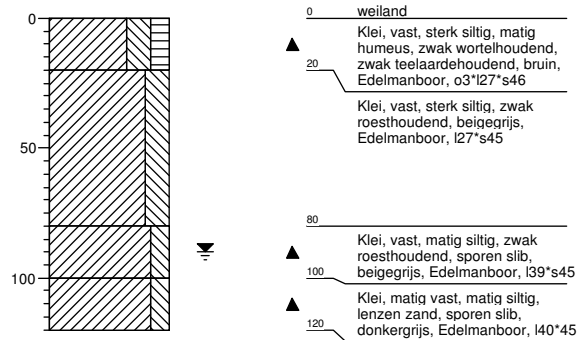 0
50
100
0
weiland
Klei, vast, sterk siltig, matig
humeus, zwak wortelhoudend,
zwak teelaardehoudend, bruin,
Edelmanboor, o3*l27*s46
20
Klei, vast, sterk siltig, zwak
roesthoudend, beigegrijs,
Edelmanboor, l27*s45
80
Klei, vast, matig siltig, zwak
roesthoudend, sporen slib,
beigegrijs, Edelmanboor, l39*s45
100
Klei, matig vast, matig siltig,
lenzen zand, sporen slib,
donkergrijs, Edelmanboor, l40*45
120